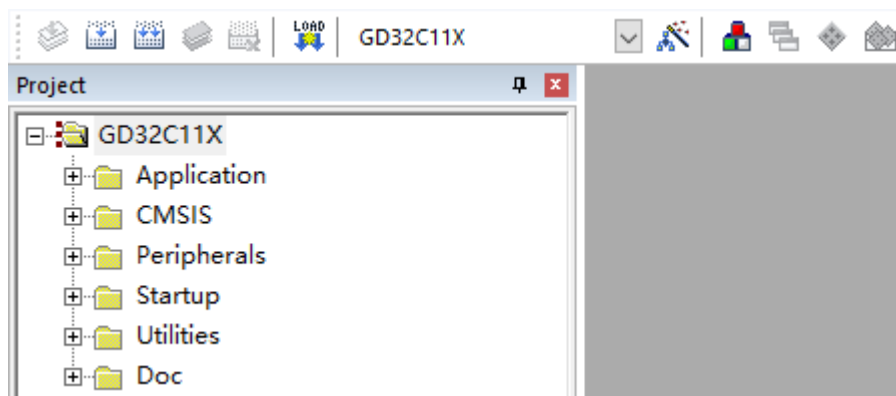 LOAD
GD32C11X
Project
GD32C11X
Application
CMSIS
Peripherals
Startup
Utilities
Doc